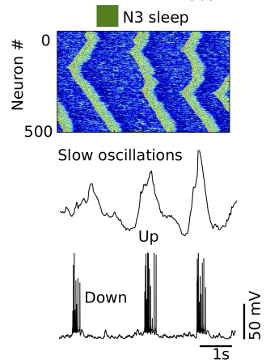 N3 sleep
0
Neuron #
500
Slow oscillations
Up
Down
50 mV
1s